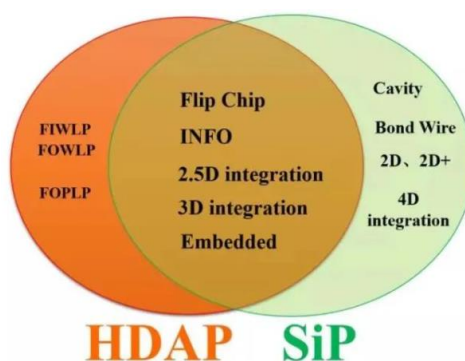 FIWLP
FOWLP
FOPLP
Flip Chip
INFO
2.5D integration
3D integration
Embedded
Cavity
Bond Wire
2D、2D+
4D
integration
HDAP
SiP